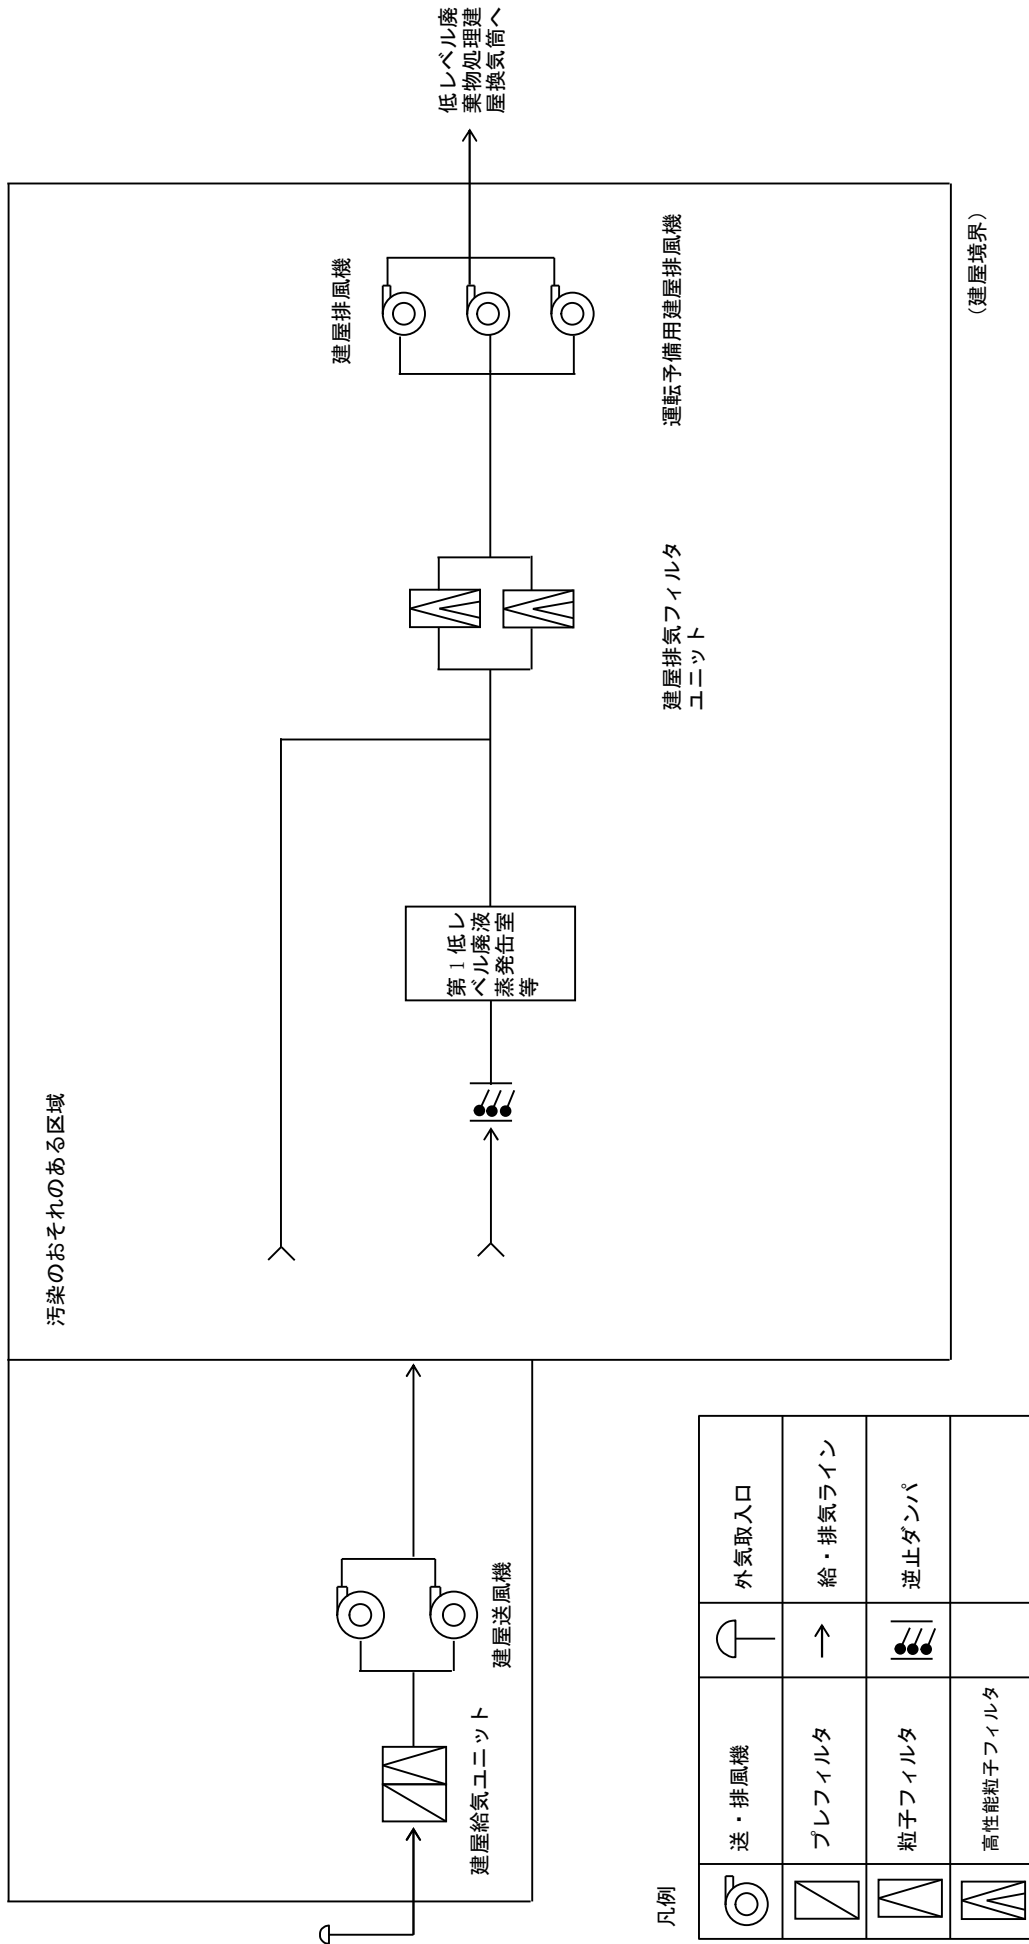 低レベル廃
棄物処理建
屋換気筒へ
建屋排風機
運転予備用建屋排風機
(建屋境界)
建屋排気フィルタ
ユニット
第1低レ
ベル廃液
蒸発缶室
等
汚染のおそれのある区域
建屋送風機
建屋給気ユニット
凡例
送・排風機
外気取入口
プレフィルタ
給・排気ライン
粒子フィルタ
逆止ダンパ
高性能粒子フィルタ